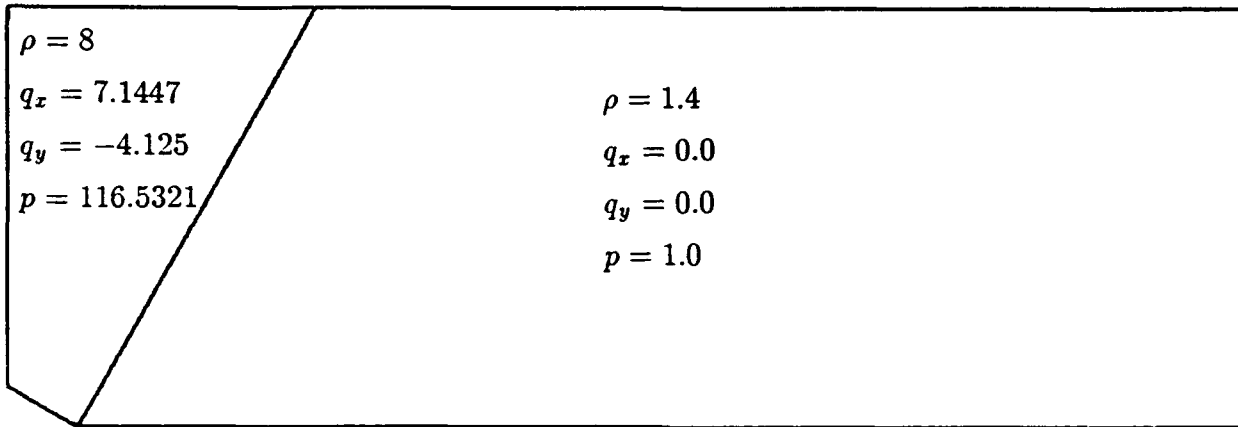 ρ = 8
q_x = 7.1447
q_y = −4.125
p = 116.5321
ρ = 1.4
q_x = 0.0
q_y = 0.0
p = 1.0